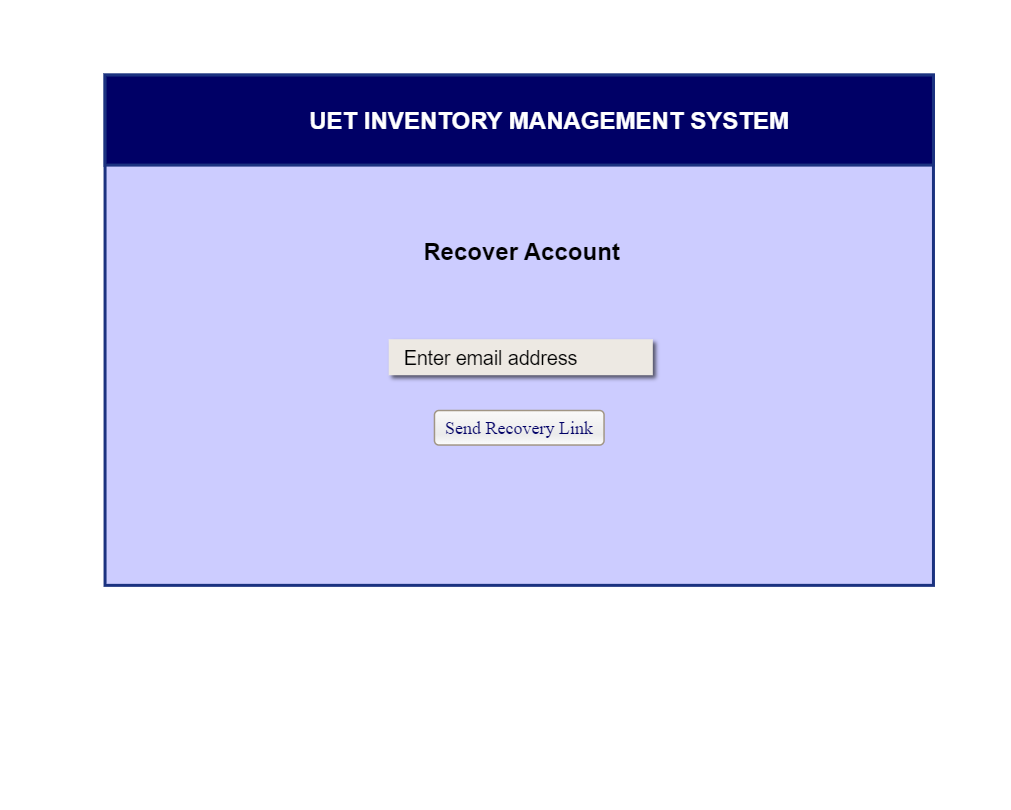 UET INVENTORY MANAGEMENT SYSTEM
Recover Account
Enter email address
Send Recovery Link